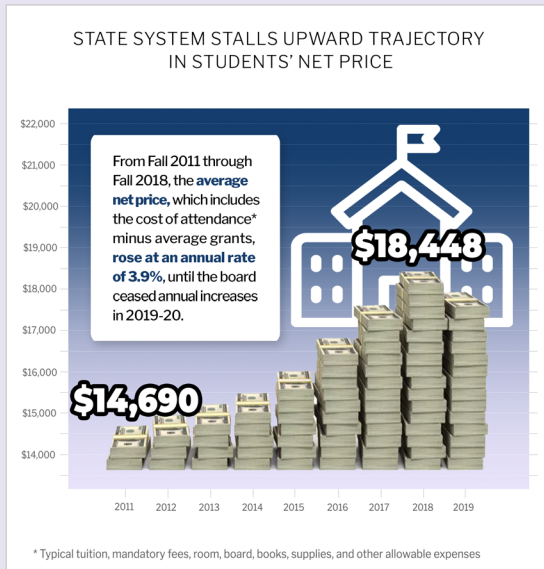 STATE SYSTEM STALLS UPWARD TRAJECTORY
IN STUDENTS' NET PRICE
$22,000
$21,000
$20,000
$19,000
$18,000
$17,000
$16,000
$15,000
$14,000
From Fall 2011 through
Fall 2018, the average
net price, which includes
the cost of attendance*
minus average grants,
rose at an annual rate
of 3.9%, until the board
ceased annual increases
in 2019-20.
$18,448
$14,690
2011 2012 2013 2014 2015 2016 2017 2018 2019
* Typical tuition, mandatory fees, room, board, books, supplies, and other allowable expenses